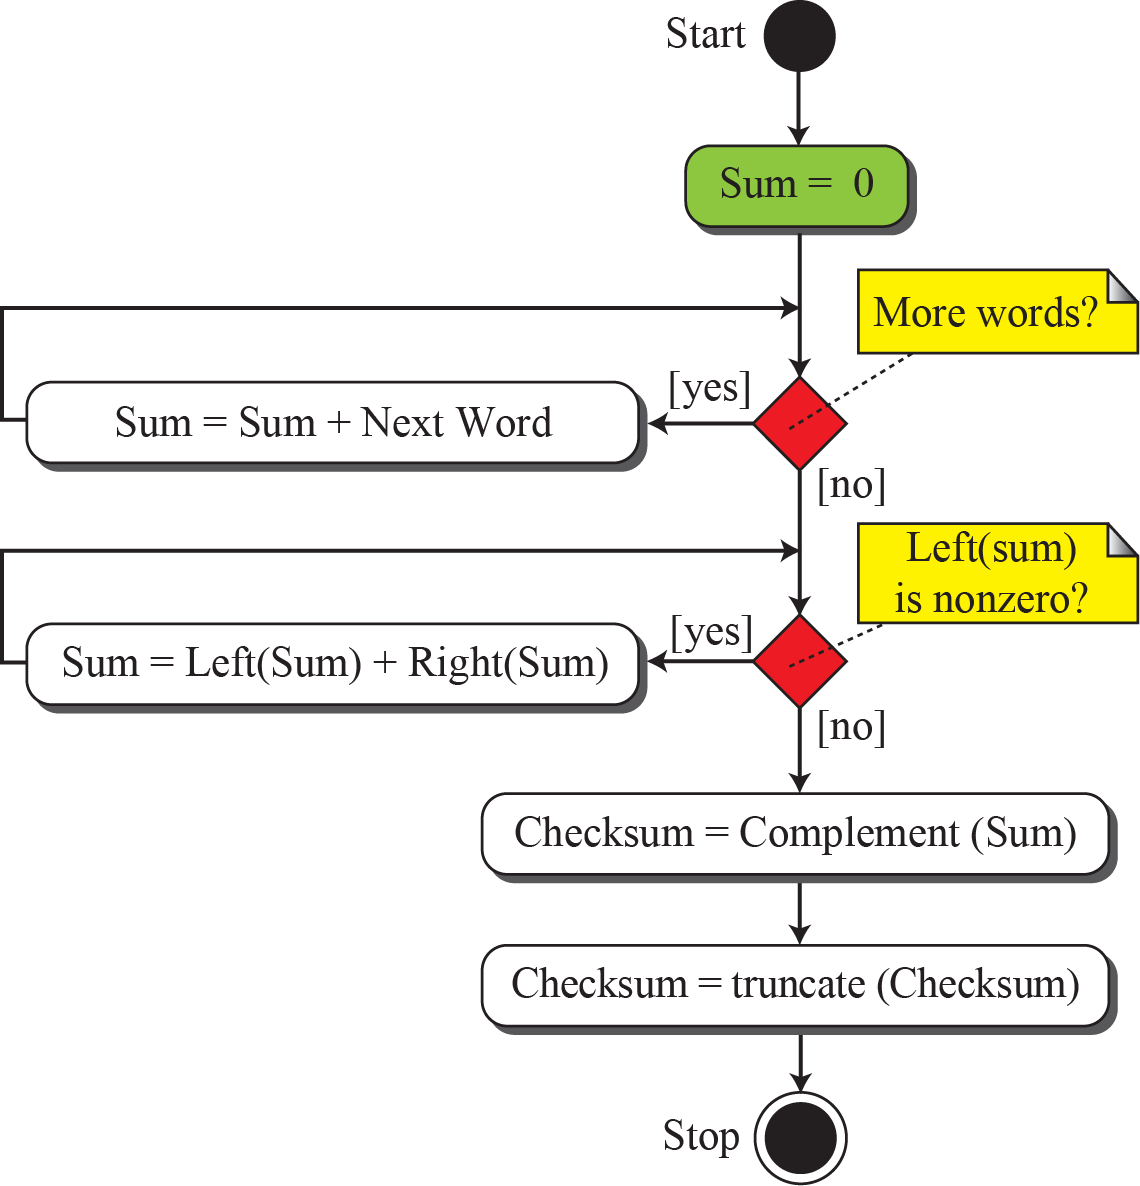 Start
Sum = 0
More words?
[yes]
Sum = Sum + Next Word
[no]
Left(sum)
is nonzero?
[yes]
Sum = Left(Sum) + Right(Sum)
[no]
Checksum = Complement (Sum)
Checksum = truncate (Checksum)
Stop